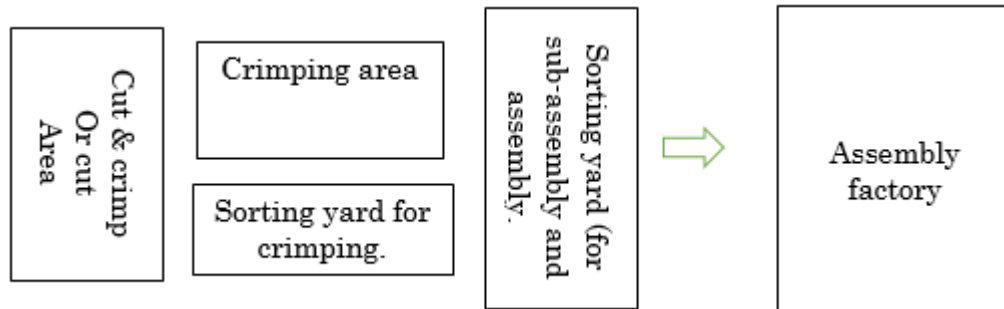 Cut & crimp
Or cut
Area
Crimping area
Sorting yard for
crimping.
Sorting yard (for
sub-assembly and
assembly.
Assembly
factory